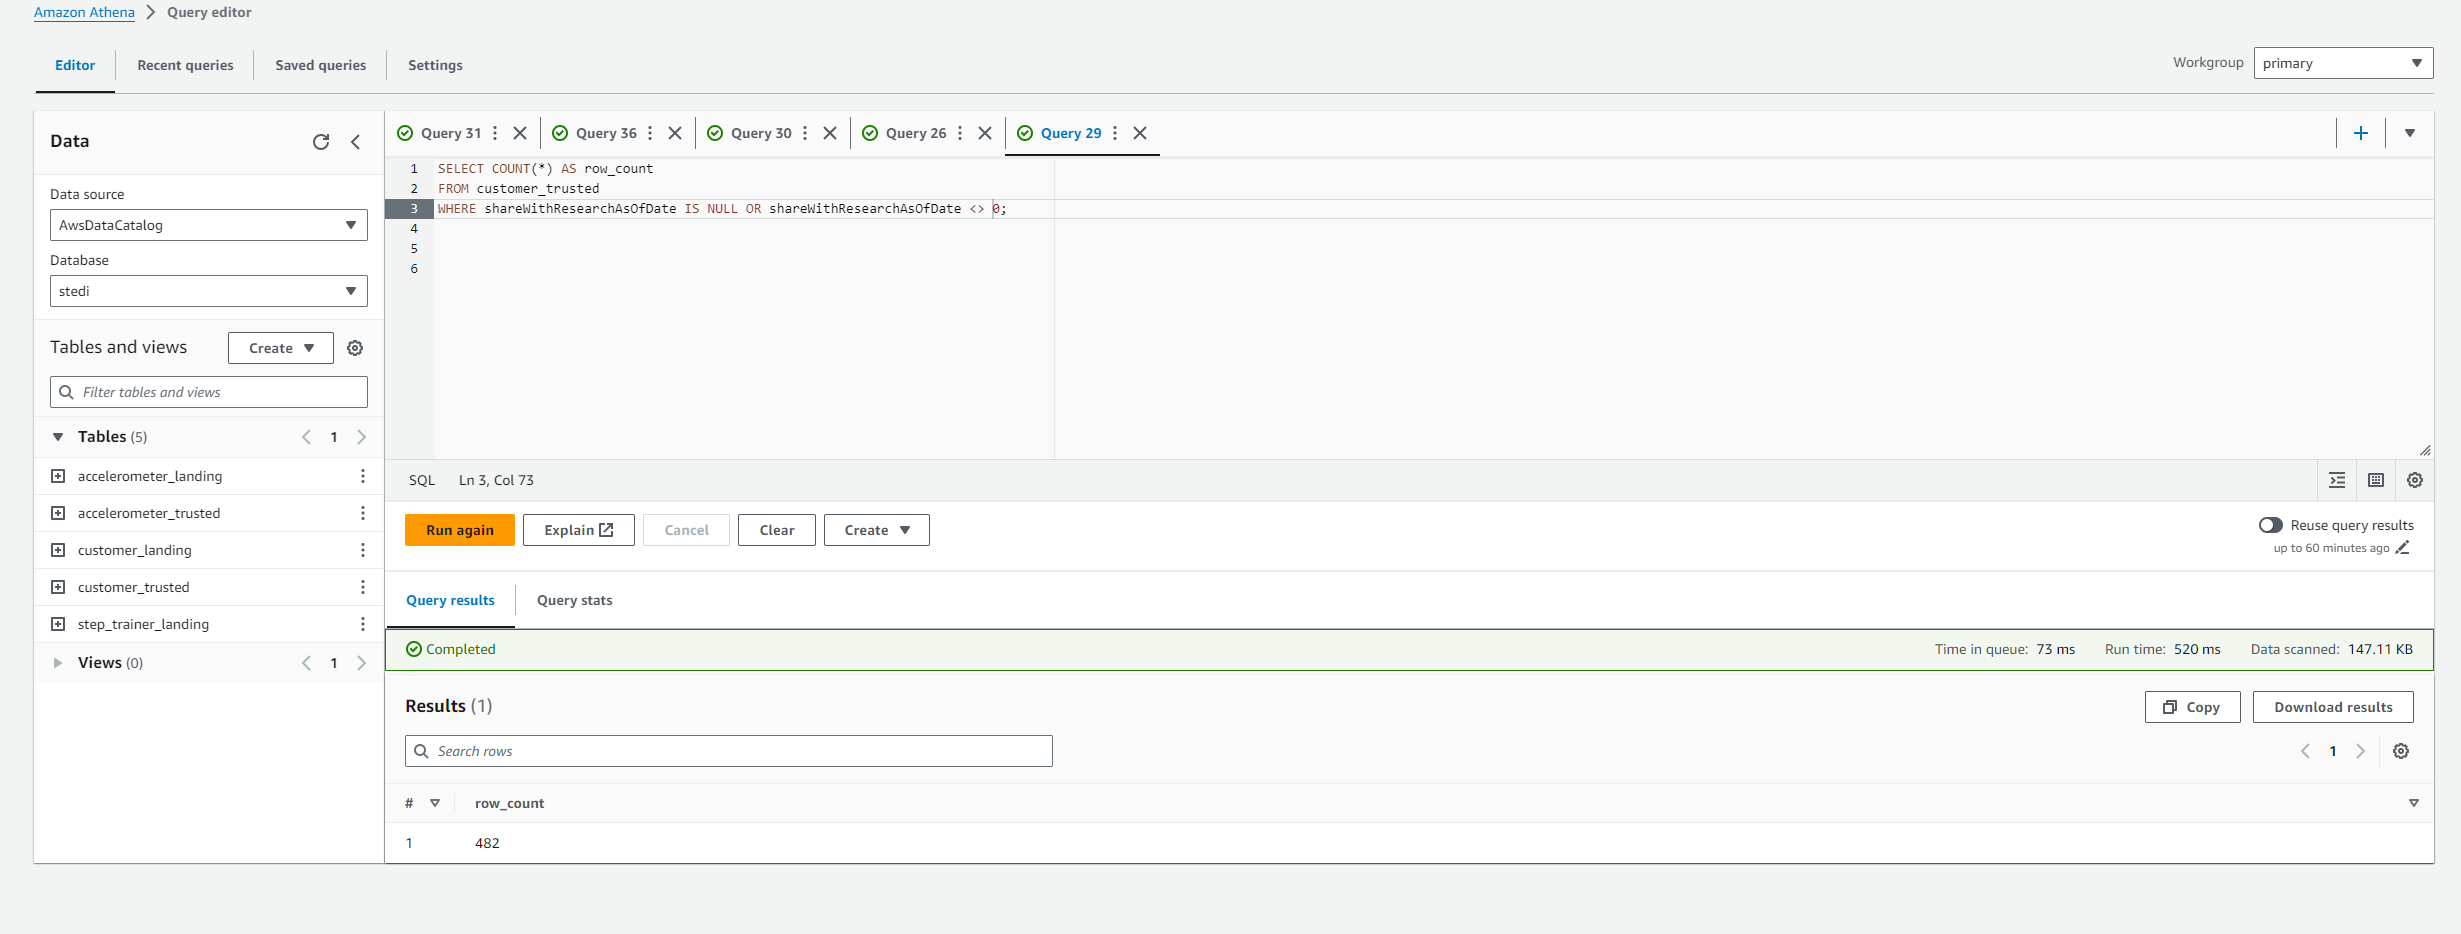 Amazon Athena > Query editor
Editor
Recent queries
Saved queries
Settings
Workgroup
primary
Data
Data source
AwsDataCatalog
Database
stedi
Tables and views
Create
Filter tables and views
Tables (5)
1
accelerometer_landing
accelerometer_trusted
customer_landing
customer_trusted
step_trainer_landing
Views (0)
1
Query 31
Query 36
Query 30
Query 26
Query 29
1 SELECT COUNT(*) AS row_count
2 FROM customer_trusted
3 WHERE shareWithResearchAsOfDate IS NULL OR shareWithResearchAsOfDate <> 0;
4
5
6
SQL
Ln 3, Col 73
Run again
Explain
Cancel
Clear
Create
Reuse query results
up to 60 minutes ago
Query results
Query stats
Completed
Time in queue: 73 ms
Run time: 520 ms
Data scanned: 147.11 KB
Results (1)
Copy
Download results
Search rows
1
# row_count
1 482